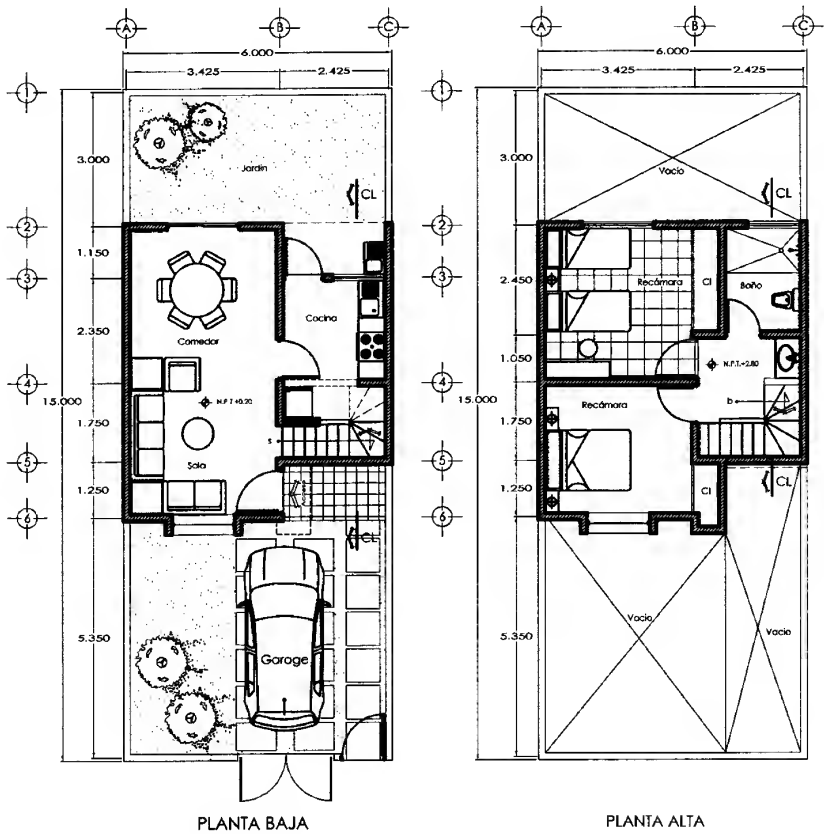 A B C
6.000
3.425 2.425
1
3.000
Jardín
CL
2
1.150
3
2.350
Cocina
Comedor
4
15.000
N.P.T.+0.20
1.750
s
Sala
5
1.250
Acceso
6
CL
5.350
Garage
PLANTA BAJA
A B C
6.000
3.425 2.425
1
3.000
Vacío
CL
2
2.450
3
Recámara
Cl
Baño
1.050
N.P.T.+2.80
4
15.000
Recámara
b
1.750
5
1.250
Cl
CL
6
5.350
Vacío
Vacío
PLANTA ALTA